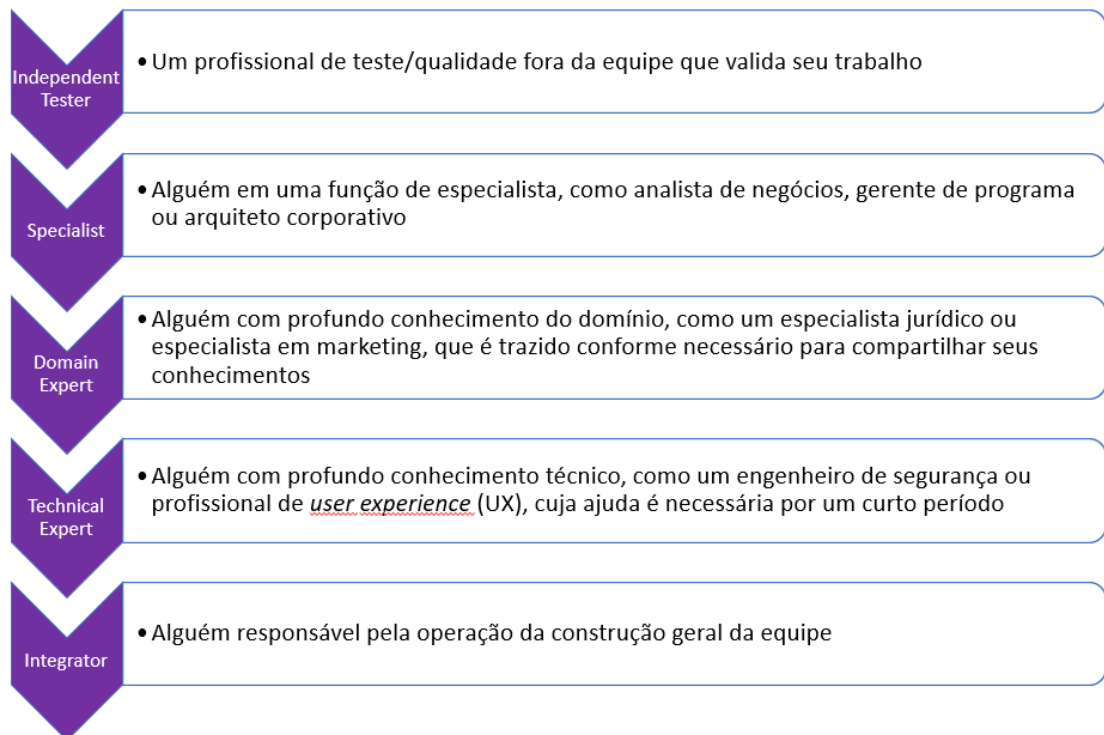 Independent
Tester
• Um profissional de teste/qualidade fora da equipe que valida seu trabalho
Specialist
• Alguém em uma função de especialista, como analista de negócios, gerente de programa
ou arquiteto corporativo
Domain
Expert
• Alguém com profundo conhecimento do domínio, como um especialista jurídico ou
especialista em marketing, que é trazido conforme necessário para compartilhar seus
conhecimentos
Technical
Expert
• Alguém com profundo conhecimento técnico, como um engenheiro de segurança ou
profissional de user experience (UX), cuja ajuda é necessária por um curto período
Integrator
• Alguém responsável pela operação da construção geral da equipe